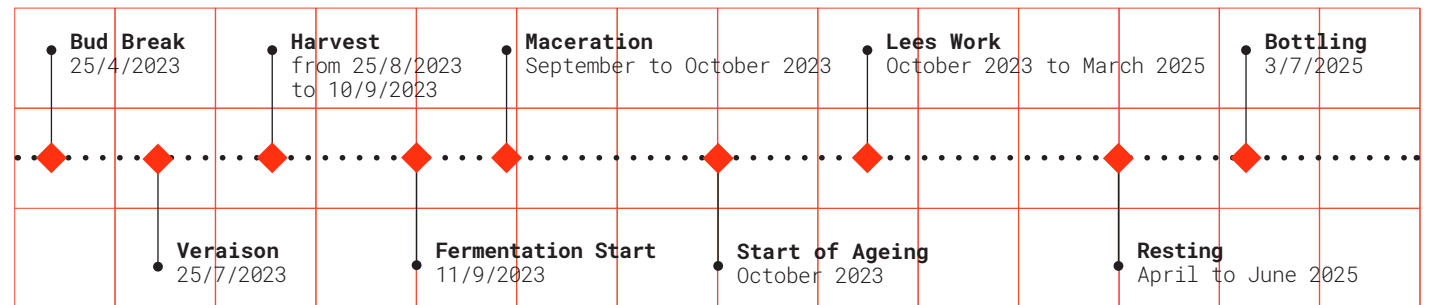 Bud Break
25/4/2023
Harvest
from 25/8/2023
to 10/9/2023
Maceration
September to October 2023
Lees Work
October 2023 to March 2025
Bottling
3/7/2025
Veraison
25/7/2023
Fermentation Start
11/9/2023
Start of Ageing
October 2023
Resting
April to June 2025